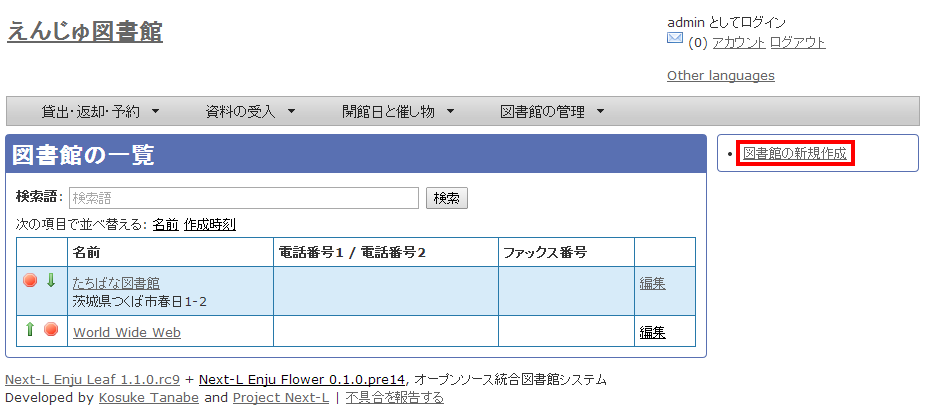 えんじゅ図書館
admin としてログイン
(0) アカウント ログアウト
Other languages
貸出・返却・予約 資料の受入 開館日と催し物 図書館の管理
図書館の一覧
• 図書館の新規作成
検索語: 検索語 検索
次の項目で並べ替える: 名前 作成時刻
名前 電話番号1 / 電話番号2 ファックス番号
たちばな図書館 編集
茨城県つくば市春日1-2
World Wide Web 編集
Next-L Enju Leaf 1.1.0.rc9 + Next-L Enju Flower 0.1.0.pre14, オープンソース統合図書館システム
Developed by Kosuke Tanabe and Project Next-L | 不具合を報告する